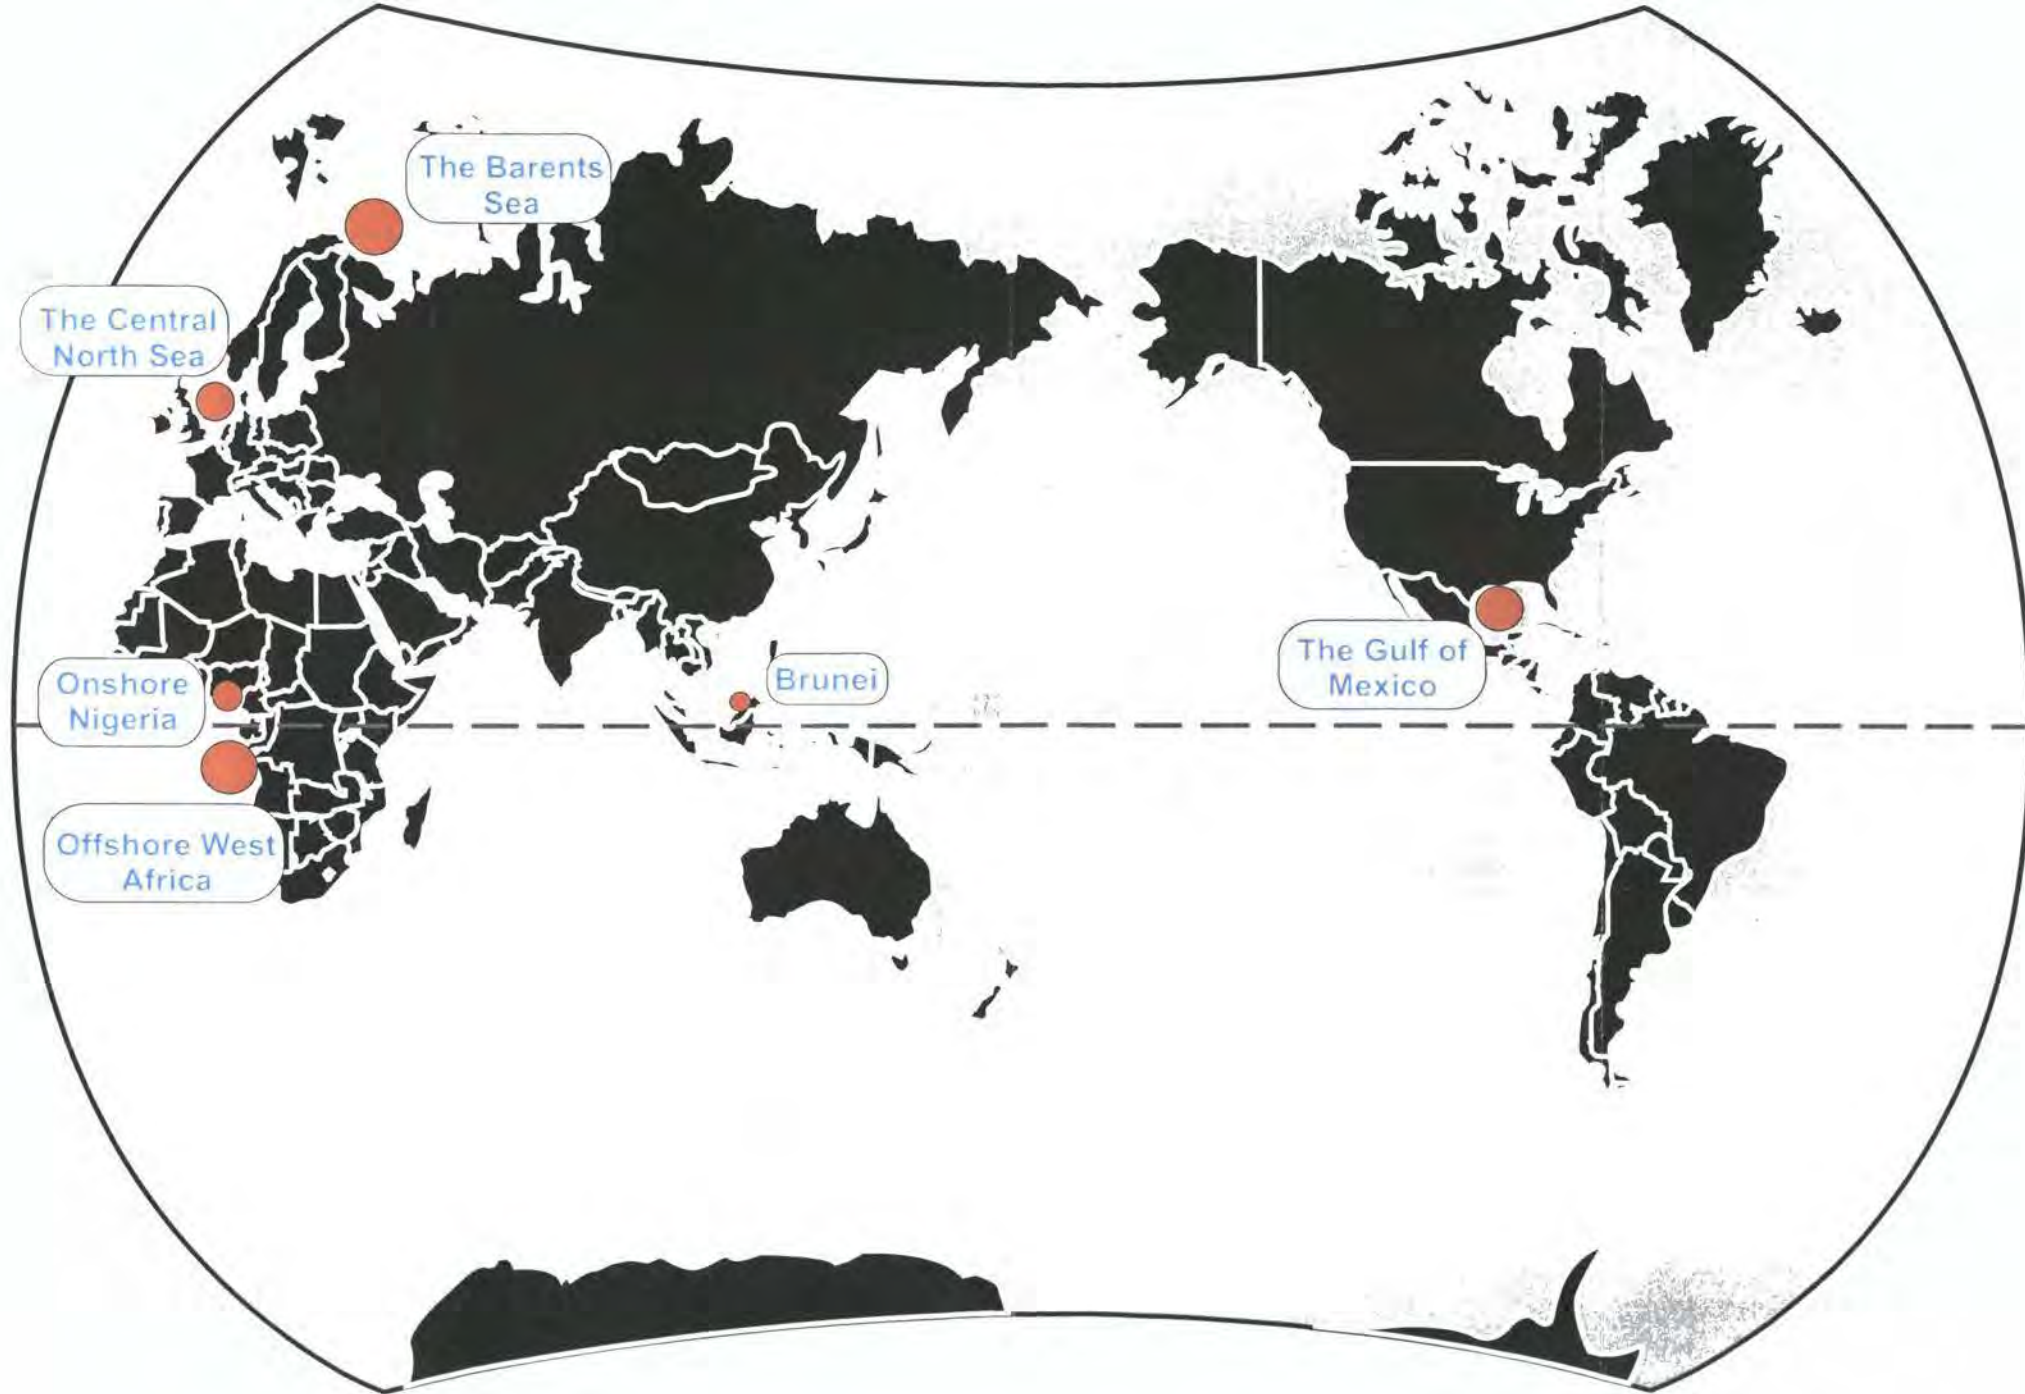 The Barents
Sea
The Central
North Sea
Onshore
Nigeria
Brunei
The Gulf of
Mexico
Offshore West
Africa